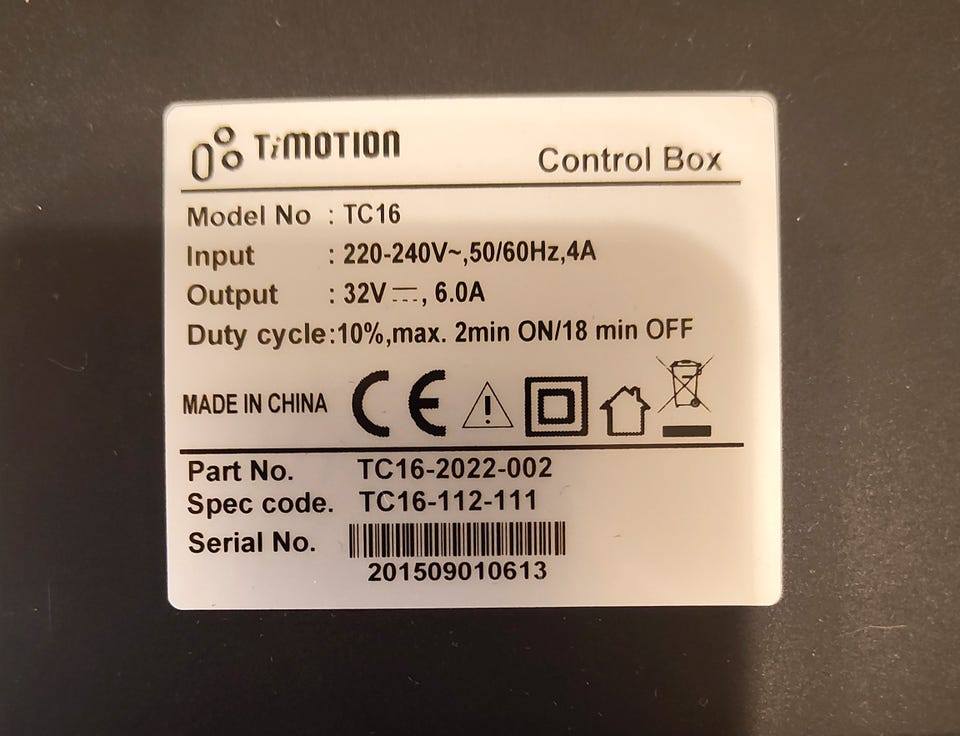 TiMOTION
Control Box
Model No : TC16
Input : 220-240V~,50/60Hz,4A
Output : 32V⎓, 6.0A
Duty cycle:10%,max. 2min ON/18 min OFF
MADE IN CHINA CE
Part No. TC16-2022-002
Spec code. TC16-112-111
Serial No.
201509010613